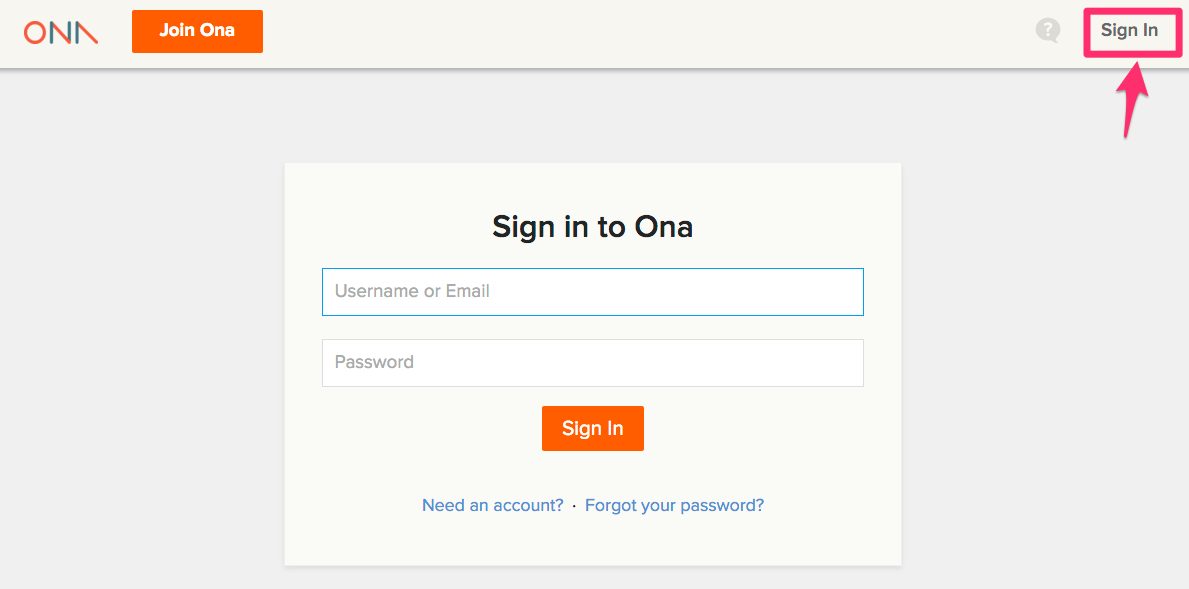 ONA
Join Ona
?
Sign In
Sign in to Ona
Username or Email
Password
Sign In
Need an account? · Forgot your password?